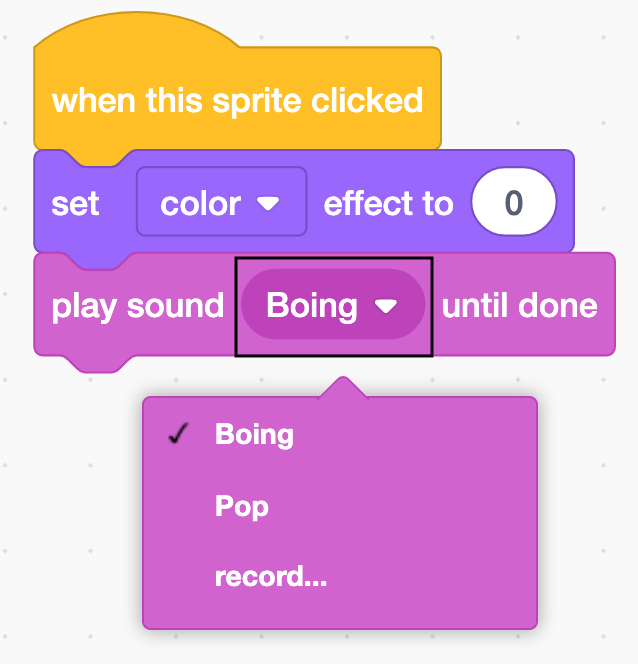 when this sprite clicked
set color effect to 0
play sound Boing until done
Boing
Pop
record...